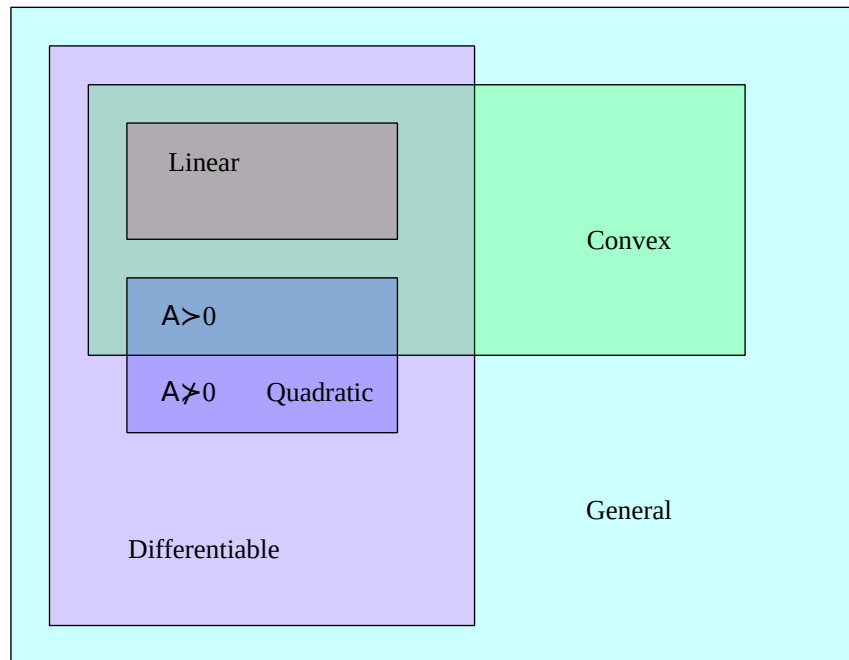 Linear
Convex
A≻0
A⊁0 Quadratic
General
Differentiable